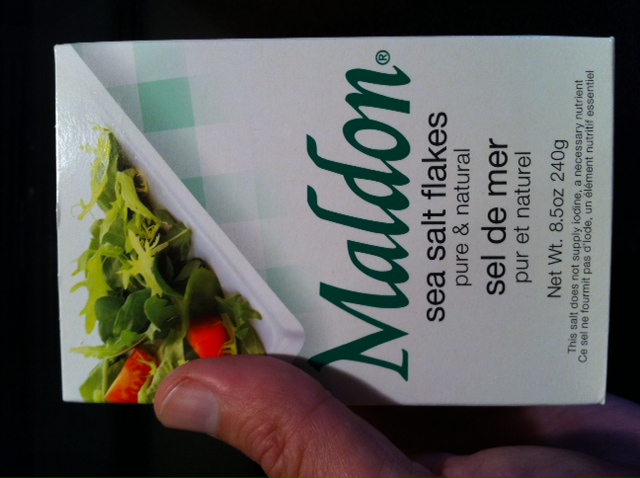 Maldon®
sea salt flakes
pure & natural
sel de mer
pur et naturel
Net Wt. 8.5oz 240g
This salt does not supply iodine, a necessary nutrient
Ce sel ne fournit pas d'iode, un élément nutritif essentiel